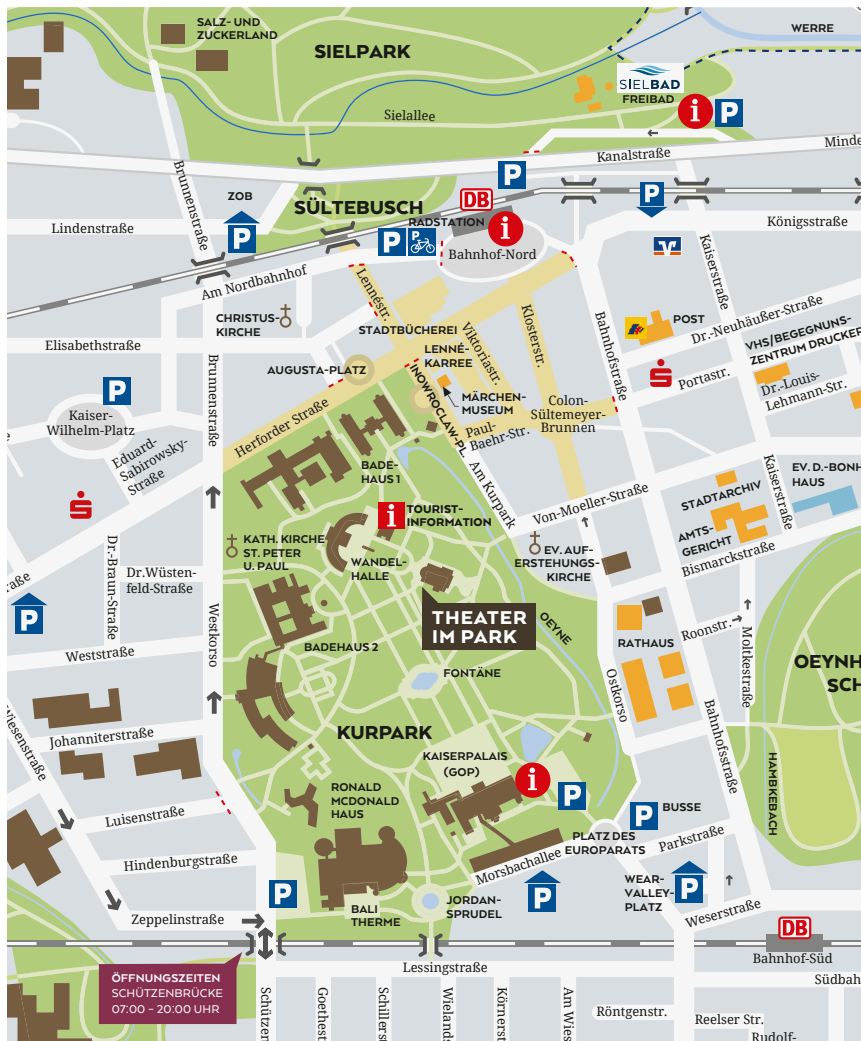 SALZ- UND
ZUCKERLAND
SIELPARK
WERRE
SIELBAD
FREIBAD
i
P
Sielallee
Kanalstraße
Minde
Brunnenstraße
ZOB
P
Lindenstraße
SÜLTEBUSCH
P
DB
RADSTATION
i
P
P
Bahnhof-Nord
P
Königsstraße
Kaiserstraße
Am Nordbahnhof
CHRISTUS-
KIRCHE
Lennéstr.
STADTBÜCHEREI
Viktoriastr.
Klosterstr.
Bahnhofstraße
POST
Dr.-Neuhäußer-Straße
VHS/BEGEGNUNS-
ZENTRUM DRUCKER
Elisabethstraße
Brunnenstraße
AUGUSTA-PLATZ
LENNÉ-
KARREE
INOWROCLAW-PL.
MÄRCHEN-
MUSEUM
Portastr.
Dr.-Louis-
Lehmann-Str.
P
Kaiser-
Wilhelm-Platz
Herforder Straße
Paul-
Baehr-Str.
Colon-
Sültemeyer-
Brunnen
Eduard-
Sabirowsky-
Straße
BADE-
HAUS 1
Am Kurpark
Von-Moeller-Straße
STADTARCHIV
Kaiserstraße
EV. D.-BONH
HAUS
i
TOURIST-
INFORMATION
AMTS-
GERICHT
Bismarckstraße
KATH. KIRCHE
ST. PETER
U. PAUL
WANDEL-
HALLE
EV. AUF-
ERSTEHUNGS-
KIRCHE
raße
Dr.-Braun-Straße
Dr.Wüsten-
feld-Straße
P
Westkorso
THEATER
IM PARK
OEYNE
RATHAUS
Roonstr.
Moltkestraße
Weststraße
BADEHAUS 2
FONTÄNE
Ostkorso
OEYNH
SCH
Wiesenstraße
Johanniterstraße
KURPARK
KAISERPALAIS
(GOP)
i
P
Bahnhofsstraße
HAMBKEBACH
RONALD
MCDONALD
HAUS
Luisenstraße
P
BUSSE
PLATZ DES
EUROPARATS
Parkstraße
Hindenburgstraße
Morsbachallee
P
WEAR-
VALLEY-
PLATZ
P
Weserstraße
P
Zeppelinstraße
BALI
THERME
JORDAN-
SPRUDEL
DB
Bahnhof-Süd
ÖFFNUNGSZEITEN
SCHÜTZENBRÜCKE
07:00 – 20:00 UHR
Lessingstraße
Südbah
Schützen
Goethest
Schillers
Wielands
Körnerst
Am Wies
Röntgenstr.
Reelser Str.
Rudolf-